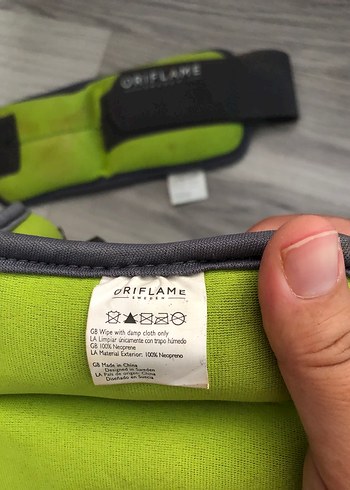 ORIFLAME
ORIFLAME
SWEDEN
GB Wipe with damp cloth only
LA Limpiar únicamente con trapo húmedo
GB 100% Neoprene
LA Material Exterior: 100% Neopreno
GB Made in China
Designed in Sweden
LA País de origen: China
Diseñado en Suecia